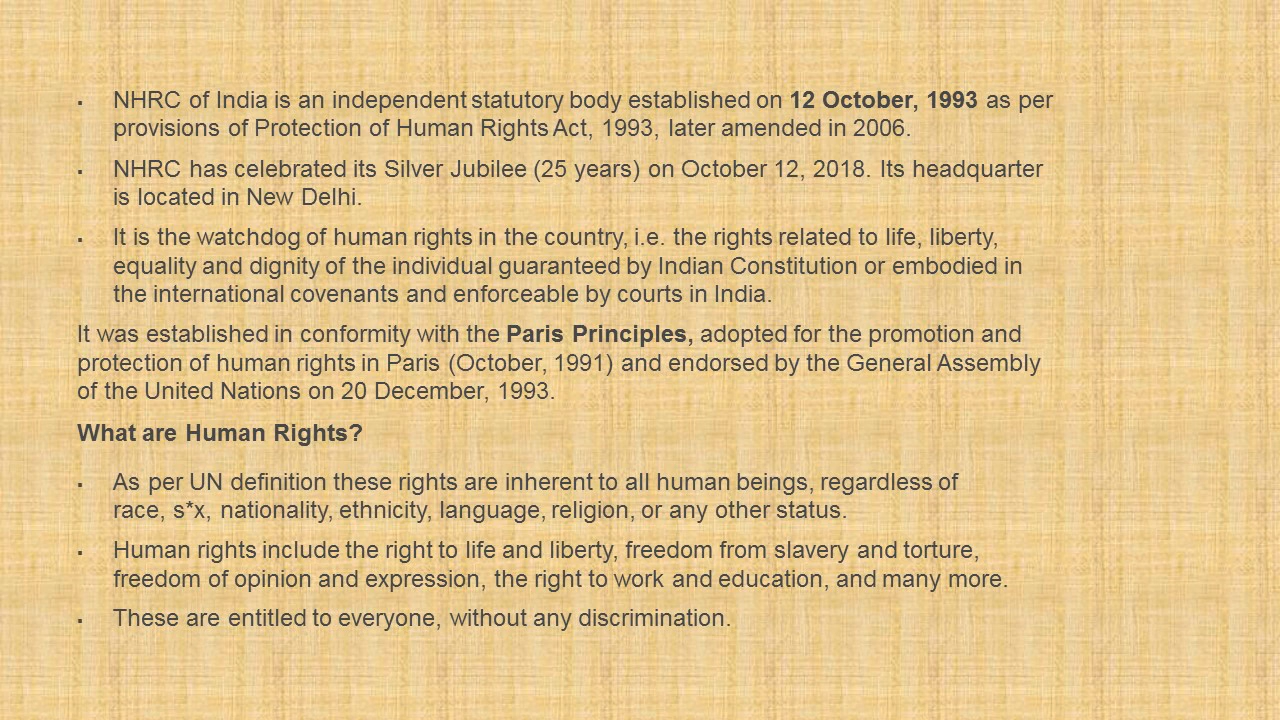 ▪ NHRC of India is an independent statutory body established on 12 October, 1993 as per
provisions of Protection of Human Rights Act, 1993, later amended in 2006.
▪ NHRC has celebrated its Silver Jubilee (25 years) on October 12, 2018. Its headquarter
is located in New Delhi.
▪ It is the watchdog of human rights in the country, i.e. the rights related to life, liberty,
equality and dignity of the individual guaranteed by Indian Constitution or embodied in
the international covenants and enforceable by courts in India.
It was established in conformity with the Paris Principles, adopted for the promotion and
protection of human rights in Paris (October, 1991) and endorsed by the General Assembly
of the United Nations on 20 December, 1993.
What are Human Rights?
▪ As per UN definition these rights are inherent to all human beings, regardless of
race, s*x, nationality, ethnicity, language, religion, or any other status.
▪ Human rights include the right to life and liberty, freedom from slavery and torture,
freedom of opinion and expression, the right to work and education, and many more.
▪ These are entitled to everyone, without any discrimination.